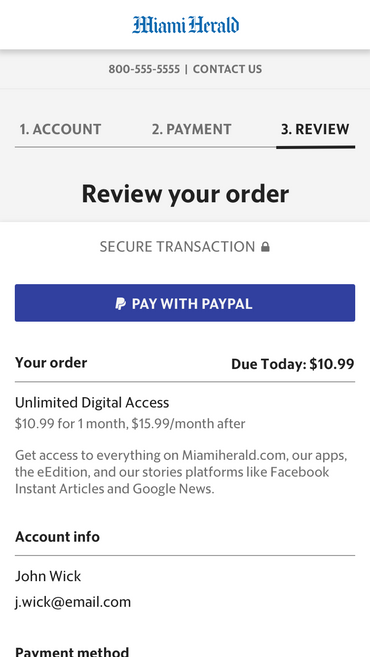 Miami Herald
800-555-5555 | CONTACT US
1. ACCOUNT 2. PAYMENT 3. REVIEW
Review your order
SECURE TRANSACTION
PAY WITH PAYPAL
Your order Due Today: $10.99
Unlimited Digital Access
$10.99 for 1 month, $15.99/month after
Get access to everything on Miamiherald.com, our apps,
the eEdition, and our stories platforms like Facebook
Instant Articles and Google News.
Account info
John Wick
j.wick@email.com
Payment method